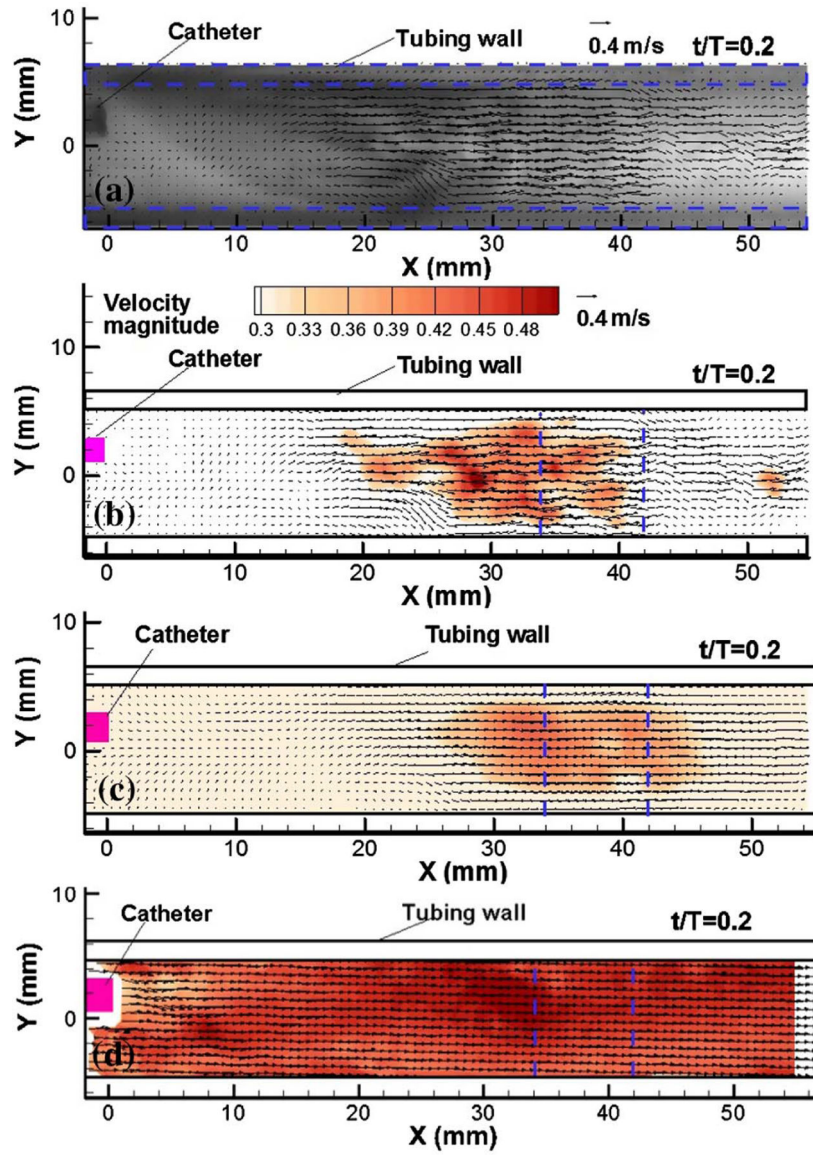 Catheter
Tubing wall
0.4 m/s
t/T=0.2
10
Y (mm)
0
(a)
0 10 20 30 40 50
X (mm)
Velocity
magnitude
0.3 0.33 0.36 0.39 0.42 0.45 0.48
0.4 m/s
Catheter
Tubing wall
t/T=0.2
10
Y (mm)
0
(b)
0 10 20 30 40 50
X (mm)
Catheter
Tubing wall
t/T=0.2
10
Y (mm)
0
(c)
0 10 20 30 40 50
X (mm)
Catheter
Tubing wall
t/T=0.2
10
Y (mm)
0
(d)
0 10 20 30 40 50
X (mm)